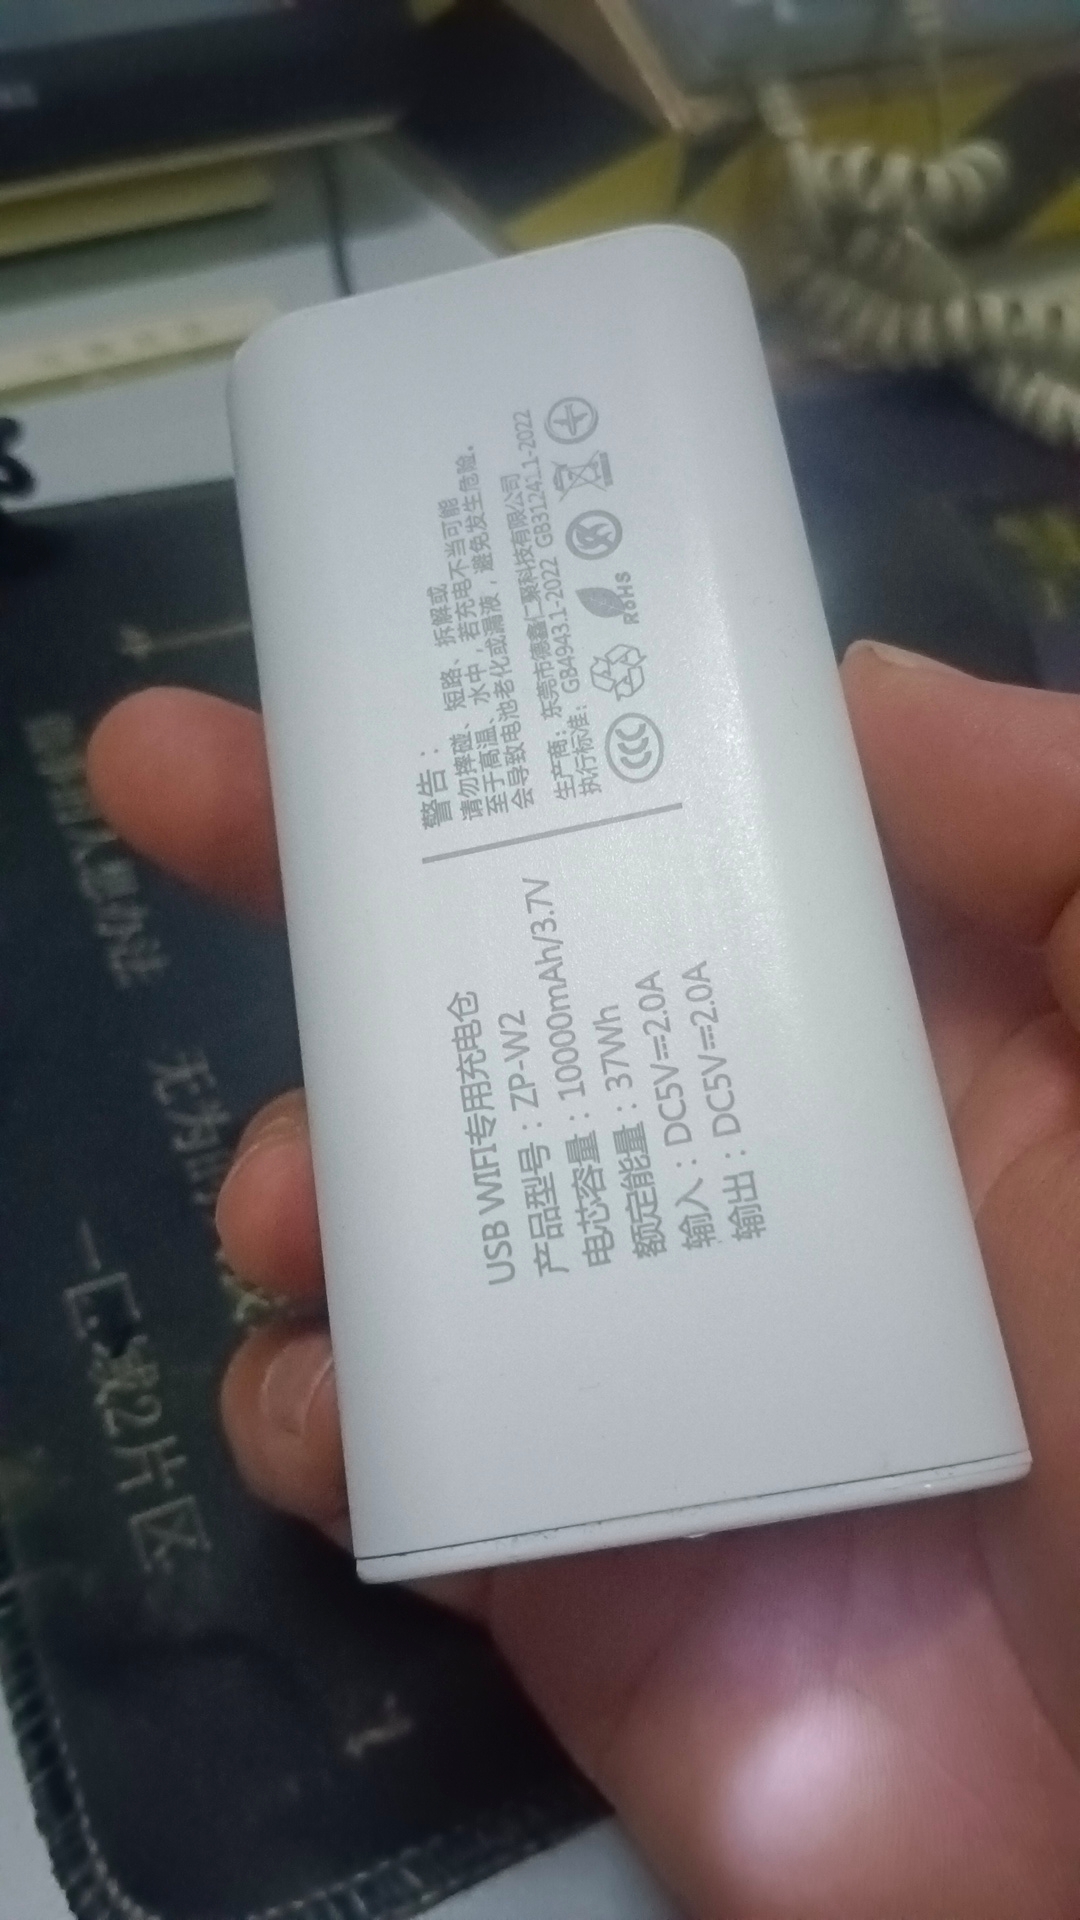 USB WIFI专用充电仓
产品型号：ZP-W2
电芯容量：10000mAh/3.7V
额定能量：37Wh
输入：DC5V⎓2.0A
输出：DC5V⎓2.0A
警告：
请勿摔碰、短路、拆解或
至于高温、水中，若充电不当可能
会导致电池老化或漏液，避免发生危险.
生产商：东莞市德鑫仁聚科技有限公司
执行标准：GB4943.1-2022 GB31241.1-2022
RoHS
无为
2片区